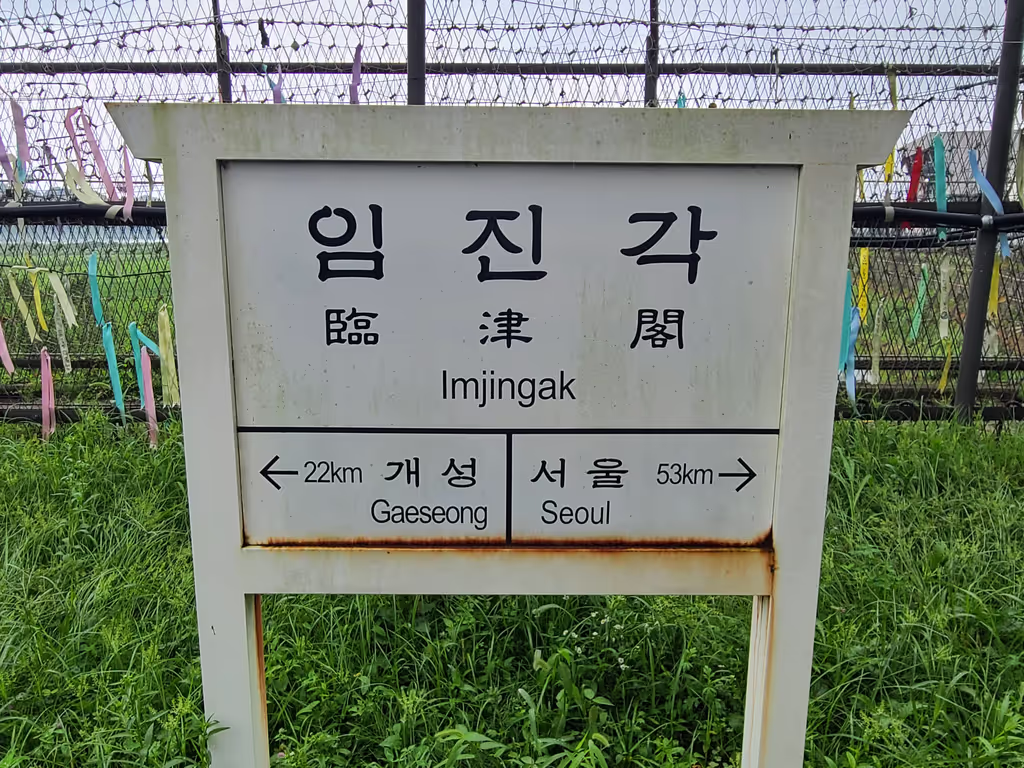 임 진 각
臨 津 閣
Imjingak
← 22km 개 성
Gaeseong
서 울 53km →
Seoul